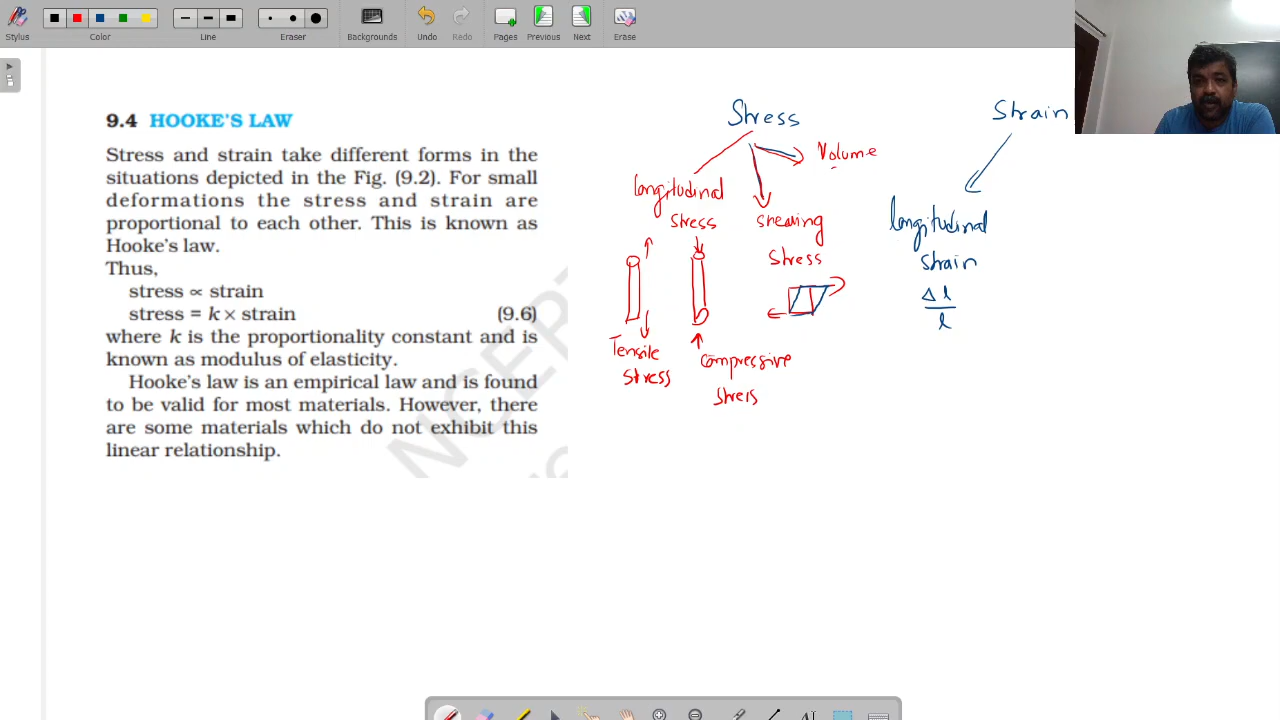 Stylus
Color
Line
Eraser
Backgrounds
Undo
Redo
Pages
Previous
Next
Erase
9.4 HOOKE'S LAW
Stress and strain take different forms in the
situations depicted in the Fig. (9.2). For small
deformations the stress and strain are
proportional to each other. This is known as
Hooke's law.
Thus,
stress ∝ strain
stress = k × strain (9.6)
where k is the proportionality constant and is
known as modulus of elasticity.
Hooke's law is an empirical law and is found
to be valid for most materials. However, there
are some materials which do not exhibit this
linear relationship.
Stress
Volume
longitudinal
stress
shearing
stress
Tensile
stress
compressive
stress
Strain
longitudinal
strain
Δl
l